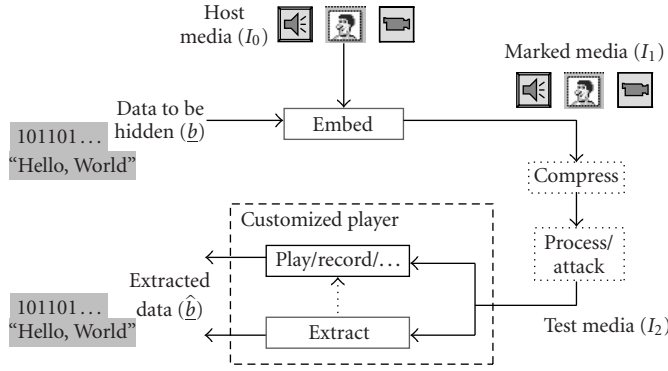 Host
media (I0)
Marked media (I1)
Data to be
hidden (b)
101101...
"Hello, World"
Embed
Compress
Process/
attack
Customized player
Play/record/...
Extracted
data (b̂)
101101...
"Hello, World"
Extract
Test media (I2)